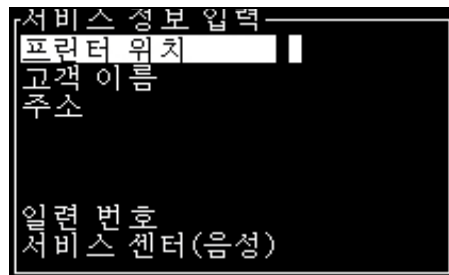 서비스 정보 입력
프린터 위치
고객 이름
주소
일련 번호
서비스 센터(음성)